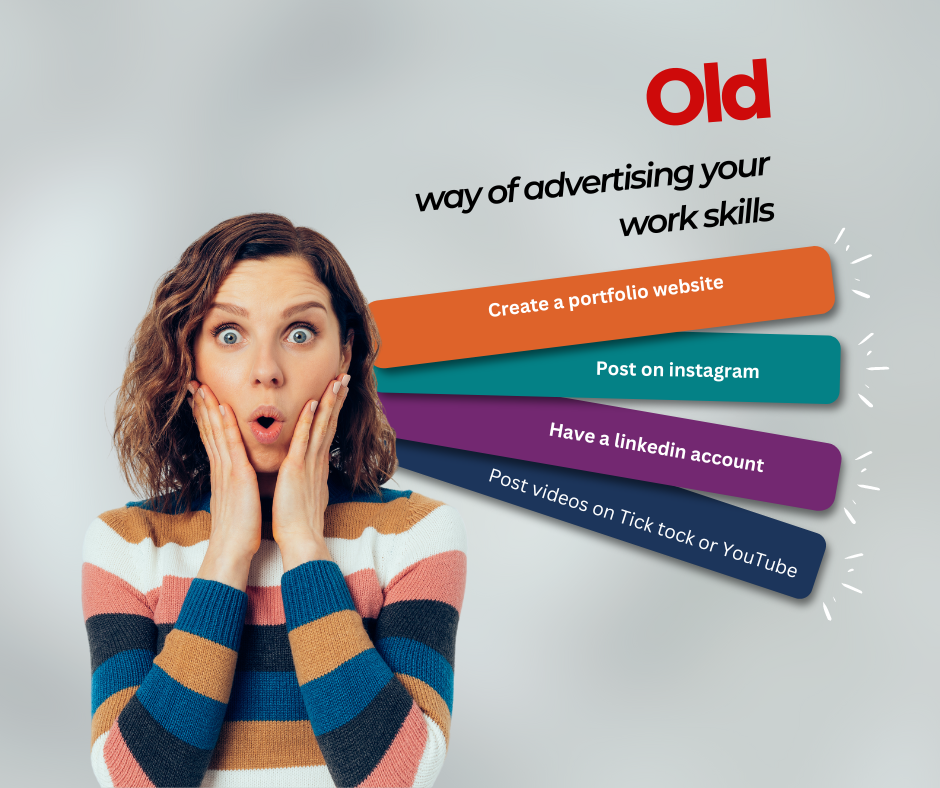 Old
way of advertising your
work skills
Create a portfolio website
Post on instagram
Have a linkedin account
Post videos on Tick tock or YouTube